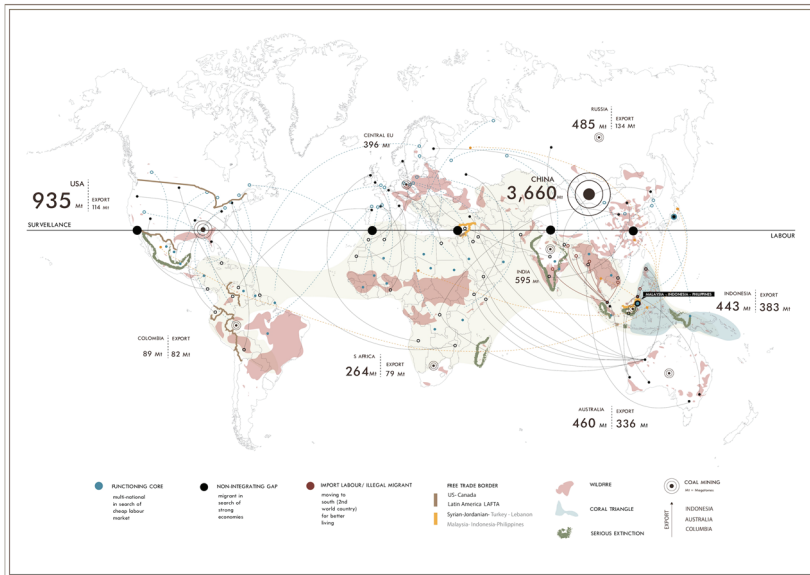 RUSSIA
485 Mt
EXPORT
134 Mt
CENTRAL EU
396 Mt
USA
935 Mt
EXPORT
114 Mt
CHINA
3,660 Mt
SURVEILLANCE
LABOUR
INDIA
595 Mt
MALAYSIA - INDONESIA - PHILIPPINES
INDONESIA
443 Mt
EXPORT
383 Mt
COLOMBIA
89 Mt
EXPORT
82 Mt
S AFRICA
264 Mt
EXPORT
79 Mt
AUSTRALIA
460 Mt
EXPORT
336 Mt
FUNCTIONING CORE
multi-national
in search of
cheap labour
market
NON-INTEGRATING GAP
migrant in
search of
strong
economies
IMPORT LABOUR/ ILLEGAL MIGRANT
moving to
south (2nd
world country)
for better
living
FREE TRADE BORDER
US- Canada
Latin America LAFTA
Syrian-Jordanian- Turkey - Lebanon
Malaysia- Indonesia-Philippines
WILDFIRE
CORAL TRIANGLE
SERIOUS EXTINCTION
COAL MINING
EXPORT
INDONESIA
AUSTRALIA
COLUMBIA